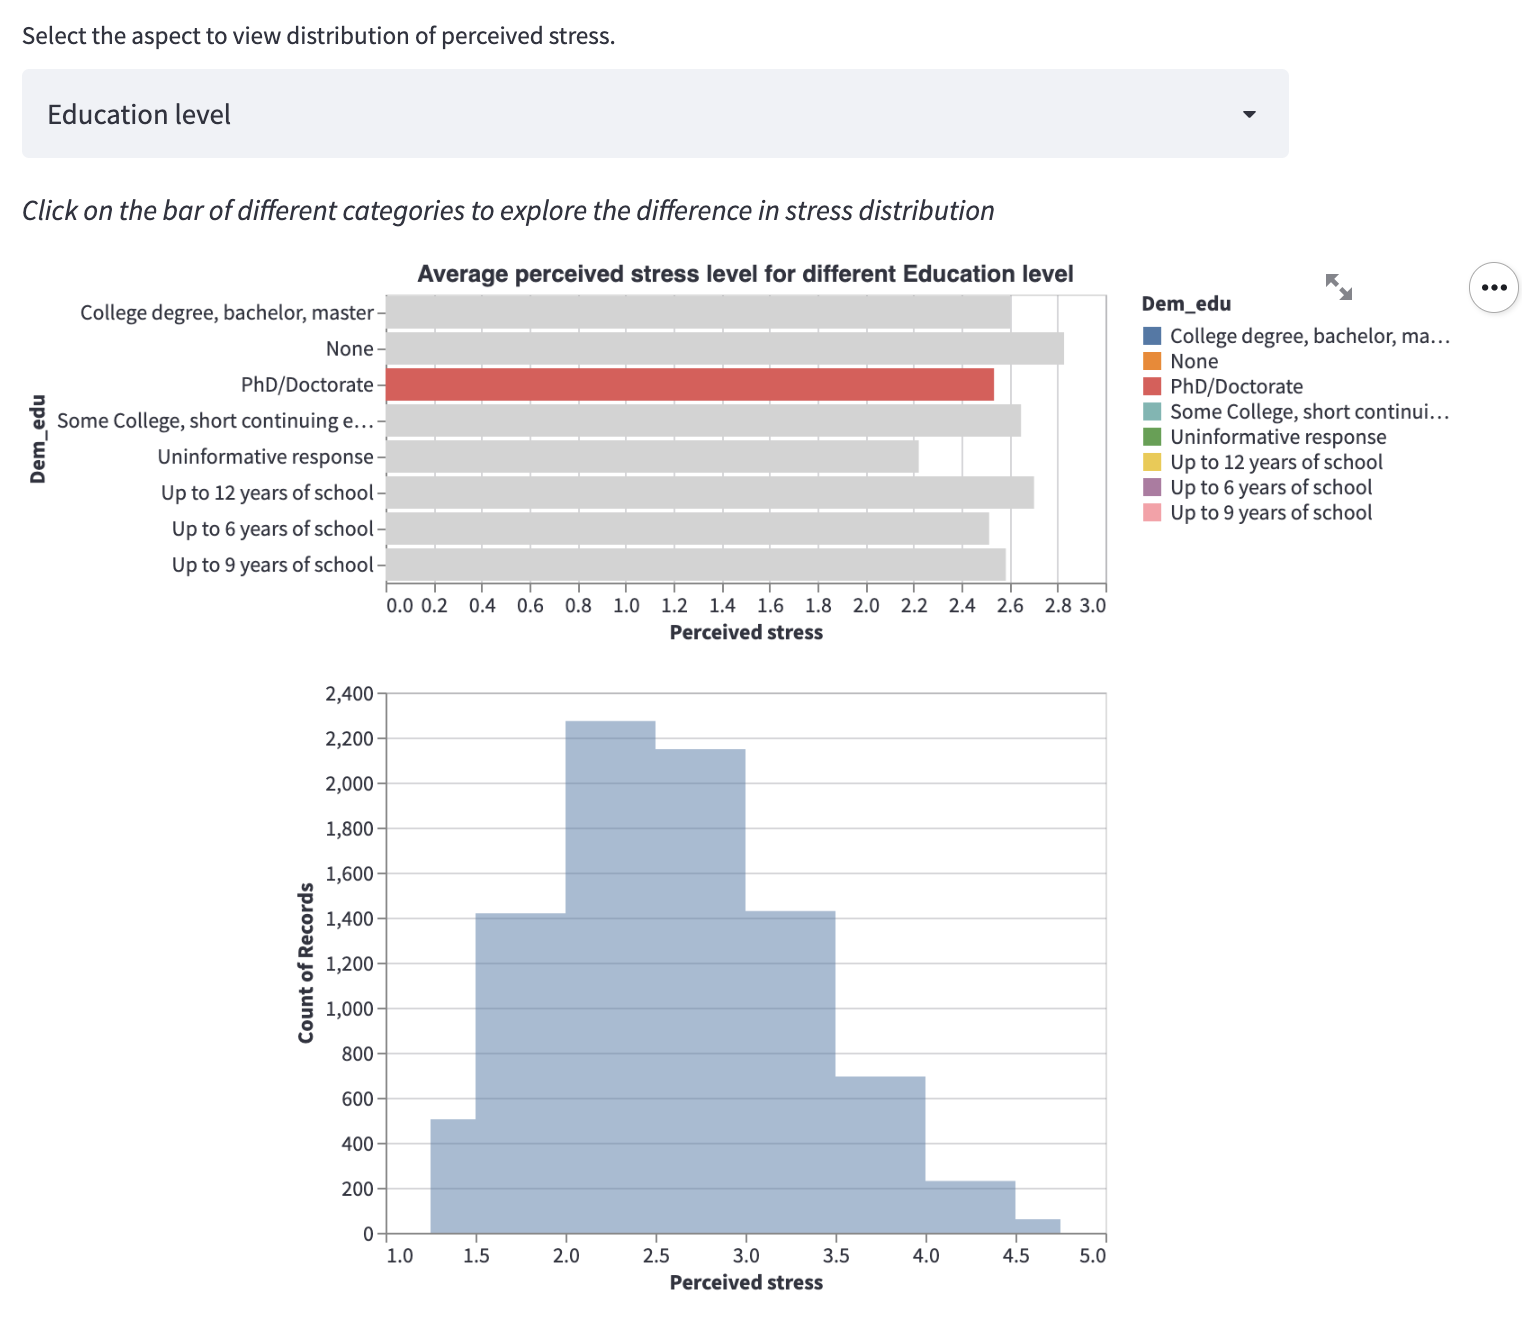 Select the aspect to view distribution of perceived stress.
Education level
Click on the bar of different categories to explore the difference in stress distribution
Average perceived stress level for different Education level
Dem_edu
College degree, bachelor, master
None
PhD/Doctorate
Some College, short continuing e…
Uninformative response
Up to 12 years of school
Up to 6 years of school
Up to 9 years of school
0.0 0.2 0.4 0.6 0.8 1.0 1.2 1.4 1.6 1.8 2.0 2.2 2.4 2.6 2.8 3.0
Perceived stress
Dem_edu
College degree, bachelor, ma…
None
PhD/Doctorate
Some College, short continui…
Uninformative response
Up to 12 years of school
Up to 6 years of school
Up to 9 years of school
Count of Records
2,400
2,200
2,000
1,800
1,600
1,400
1,200
1,000
800
600
400
200
0
1.0 1.5 2.0 2.5 3.0 3.5 4.0 4.5 5.0
Perceived stress